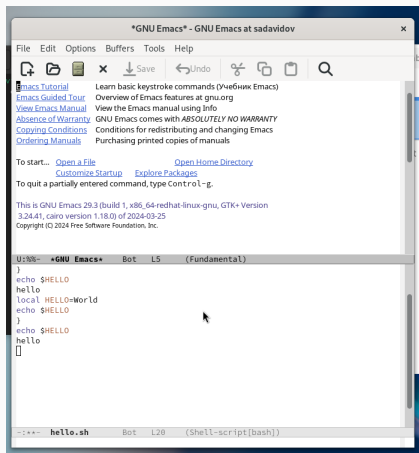 *GNU Emacs* - GNU Emacs at sadavidov
File Edit Options Buffers Tools Help
Save Undo
Emacs Tutorial Learn basic keystroke commands (Учебник Emacs)
Emacs Guided Tour Overview of Emacs features at gnu.org
View Emacs Manual View the Emacs manual using Info
Absence of Warranty GNU Emacs comes with ABSOLUTELY NO WARRANTY
Copying Conditions Conditions for redistributing and changing Emacs
Ordering Manuals Purchasing printed copies of manuals
To start... Open a File Open Home Directory
Customize Startup Explore Packages
To quit a partially entered command, type Control-g.
This is GNU Emacs 29.3 (build 1, x86_64-redhat-linux-gnu, GTK+ Version
3.24.41, cairo version 1.18.0) of 2024-03-25
Copyright (C) 2024 Free Software Foundation, Inc.
U:%%- *GNU Emacs* Bot L5 (Fundamental)
}
echo $HELLO
hello
local HELLO=World
echo $HELLO
}
echo $HELLO
hello
-:**- hello.sh Bot L20 (Shell-script[bash])